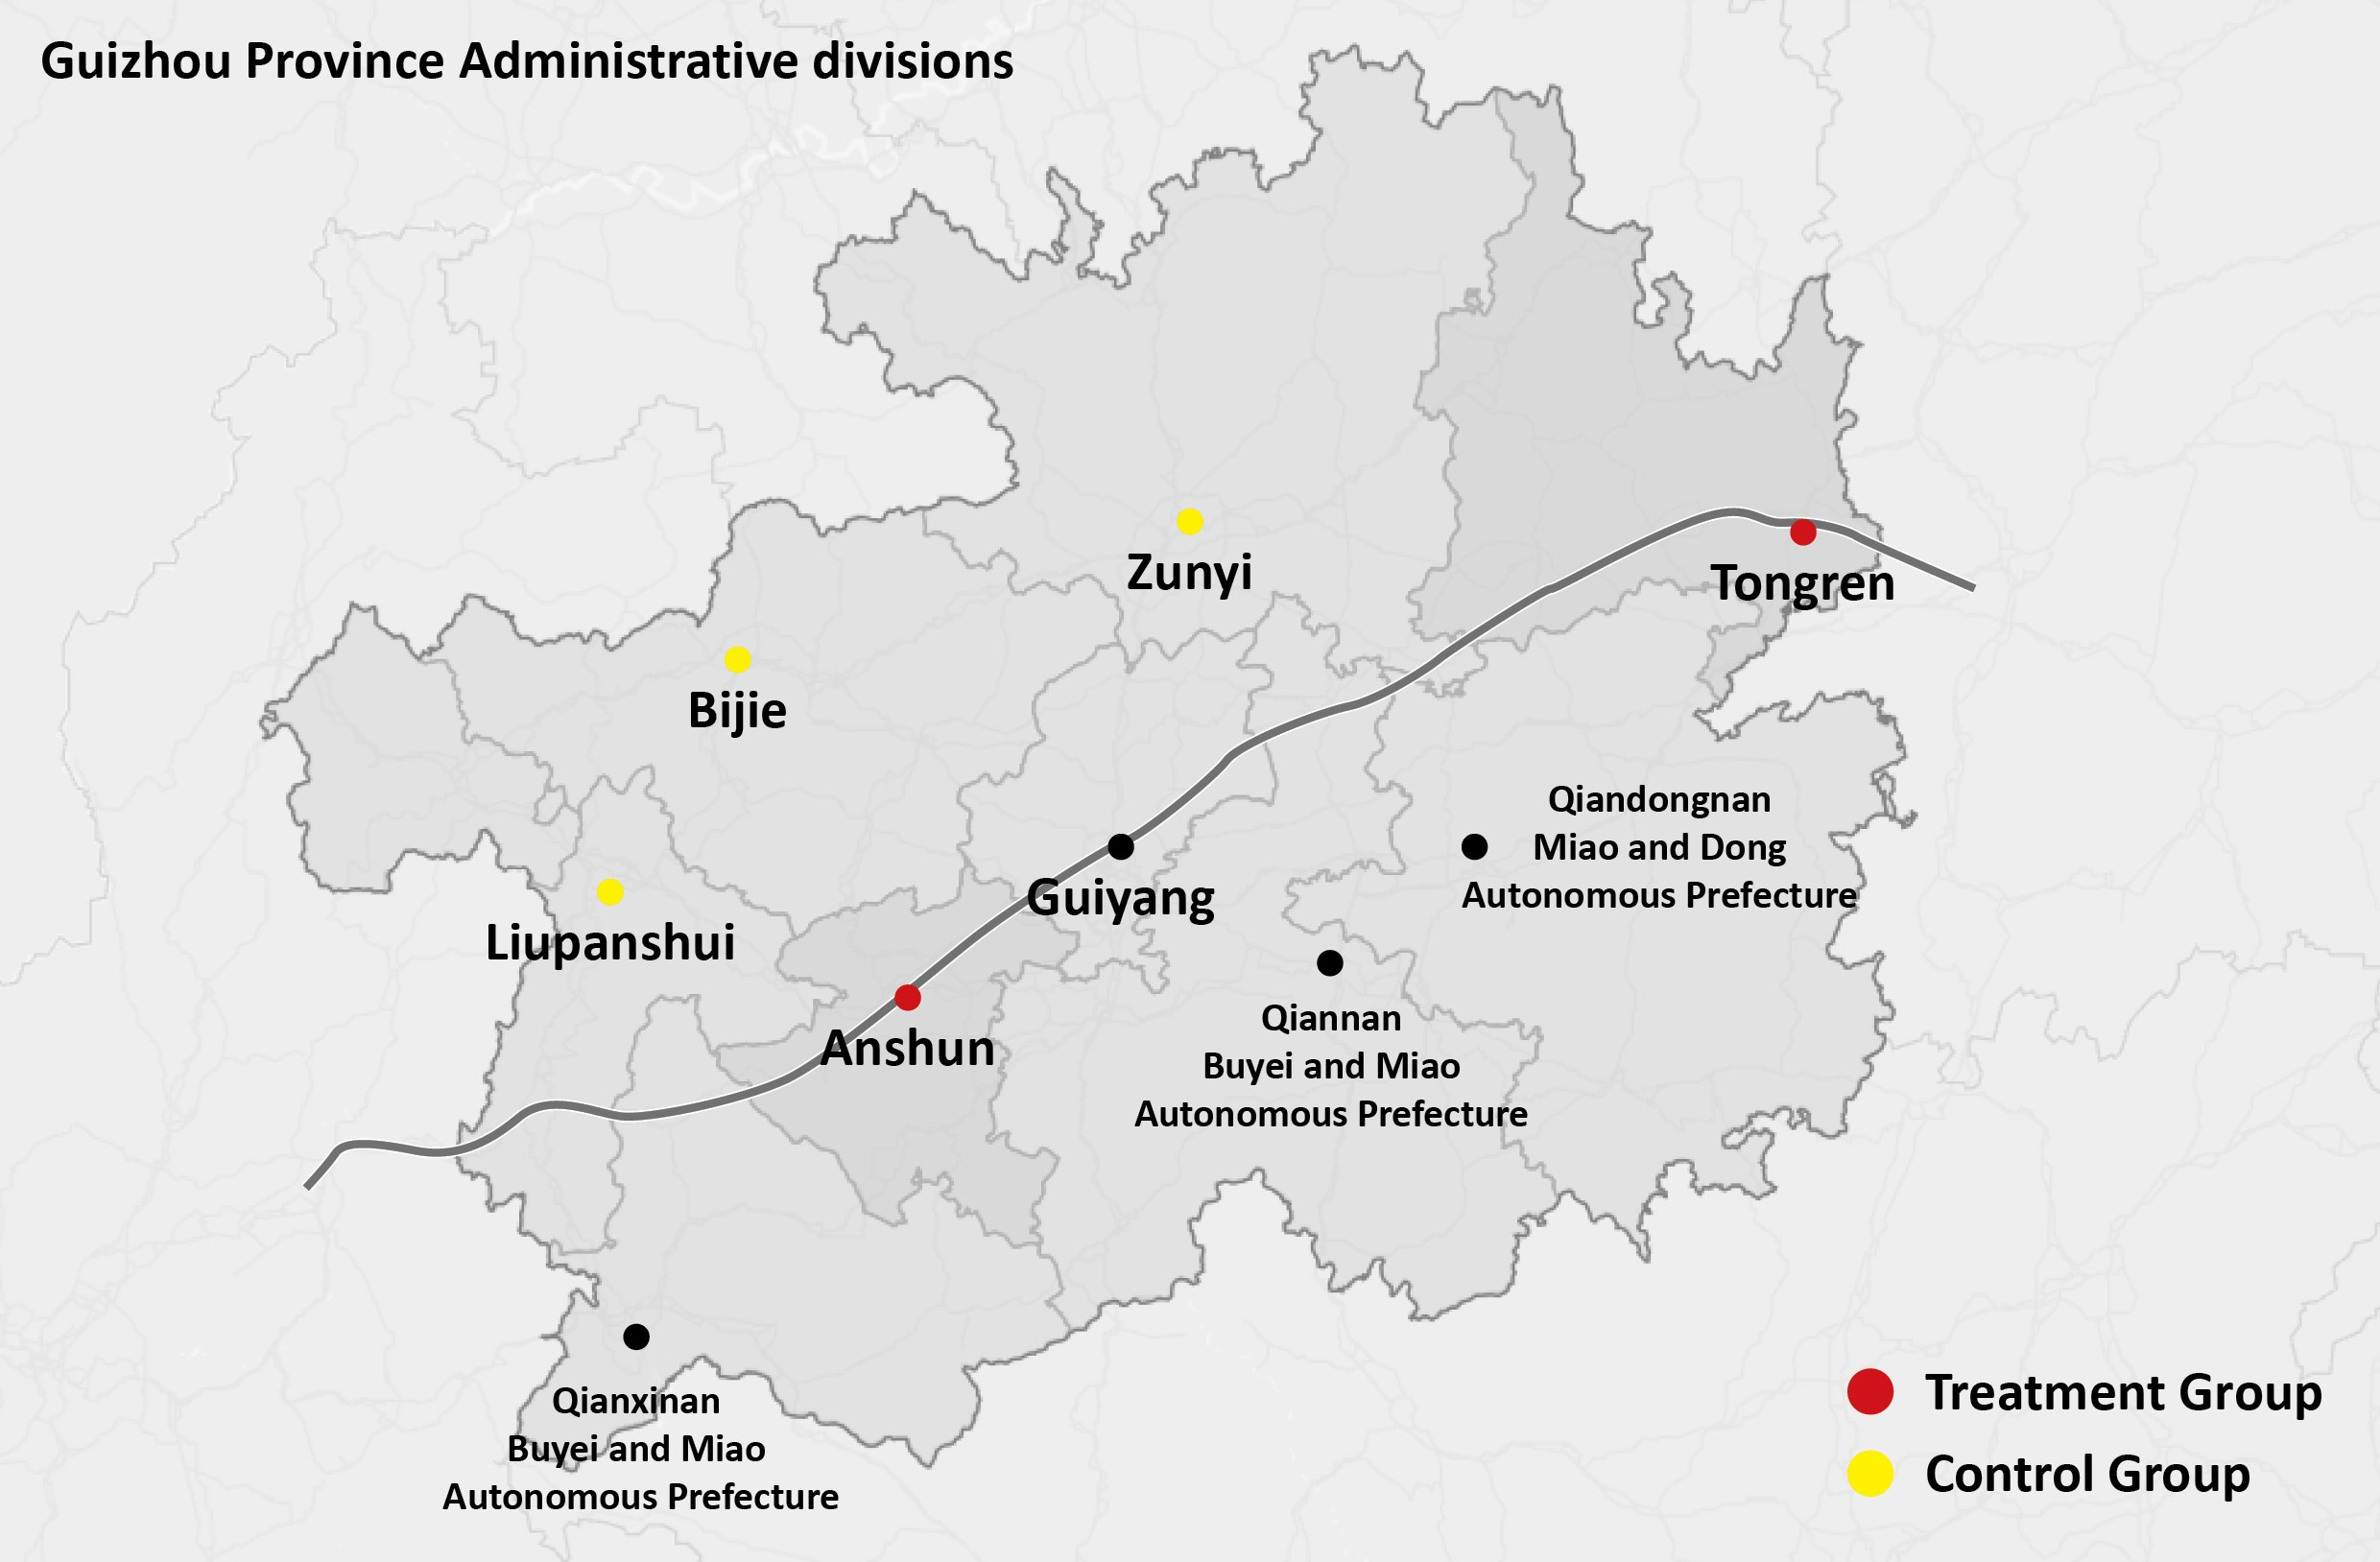 Guizhou Province Administrative divisions
Zunyi
Tongren
Bijie
Qiandongnan
Miao and Dong
Autonomous Prefecture
Guiyang
Liupanshui
Anshun
Qiannan
Buyei and Miao
Autonomous Prefecture
Qianxinan
Buyei and Miao
Autonomous Prefecture
Treatment Group
Control Group